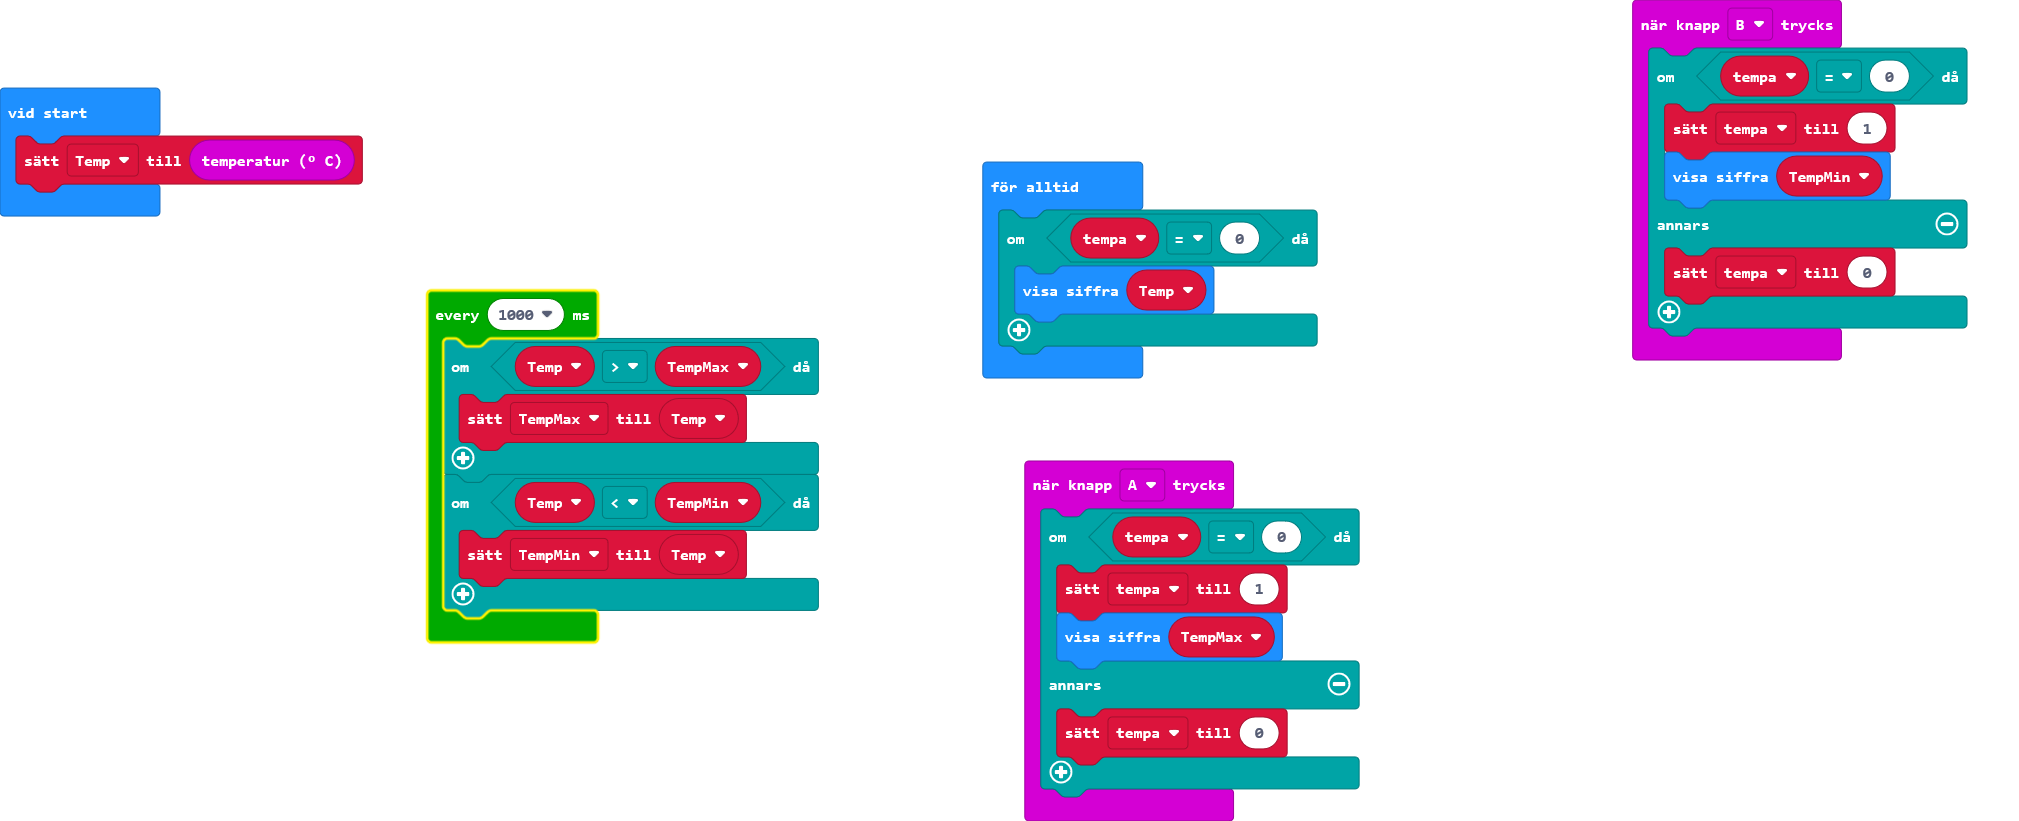 vid start
sätt Temp till temperatur (° C)
every 1000 ms
om Temp > TempMax då
sätt TempMax till Temp
om Temp < TempMin då
sätt TempMin till Temp
för alltid
om tempa = 0 då
visa siffra Temp
när knapp A trycks
om tempa = 0 då
sätt tempa till 1
visa siffra TempMax
annars
sätt tempa till 0
när knapp B trycks
om tempa = 0 då
sätt tempa till 1
visa siffra TempMin
annars
sätt tempa till 0